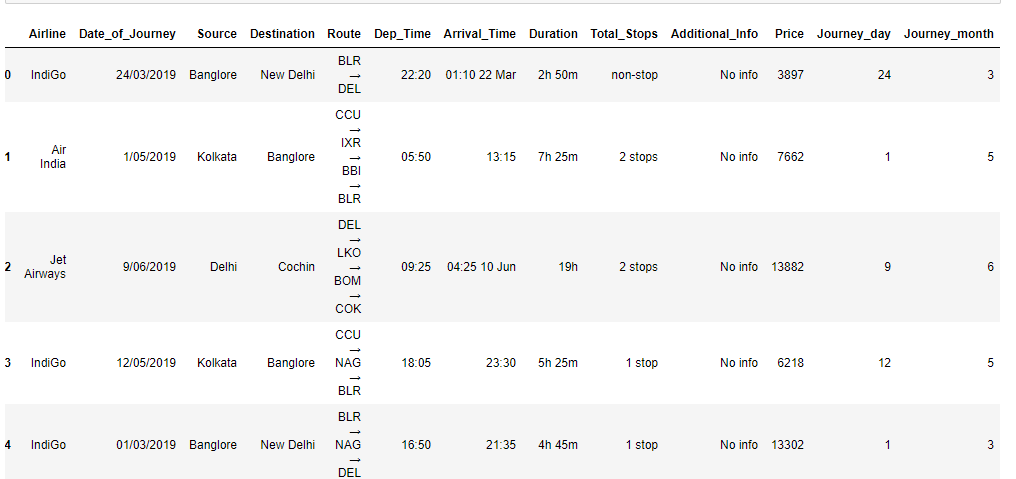 Airline Date_of_Journey Source Destination Route Dep_Time Arrival_Time Duration Total_Stops Additional_Info Price Journey_day Journey_month
0 IndiGo 24/03/2019 Banglore New Delhi BLR → DEL 22:20 01:10 22 Mar 2h 50m non-stop No info 3897 24 3
1 Air India 1/05/2019 Kolkata Banglore CCU → IXR → BBI → BLR 05:50 13:15 7h 25m 2 stops No info 7662 1 5
2 Jet Airways 9/06/2019 Delhi Cochin DEL → LKO → BOM → COK 09:25 04:25 10 Jun 19h 2 stops No info 13882 9 6
3 IndiGo 12/05/2019 Kolkata Banglore CCU → NAG → BLR 18:05 23:30 5h 25m 1 stop No info 6218 12 5
4 IndiGo 01/03/2019 Banglore New Delhi BLR → NAG → DEL 16:50 21:35 4h 45m 1 stop No info 13302 1 3